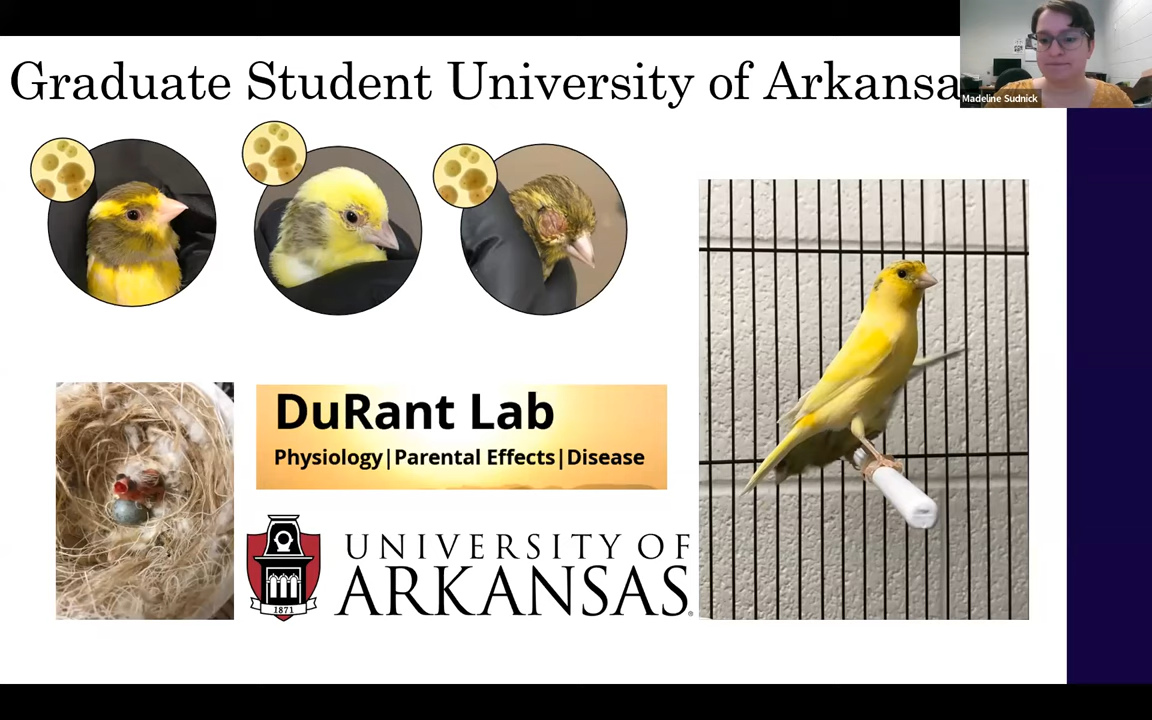 Graduate Student University of Arkansa
Madeline Sudnick
DuRant Lab
Physiology|Parental Effects|Disease
UNIVERSITY OF
ARKANSAS®
1871